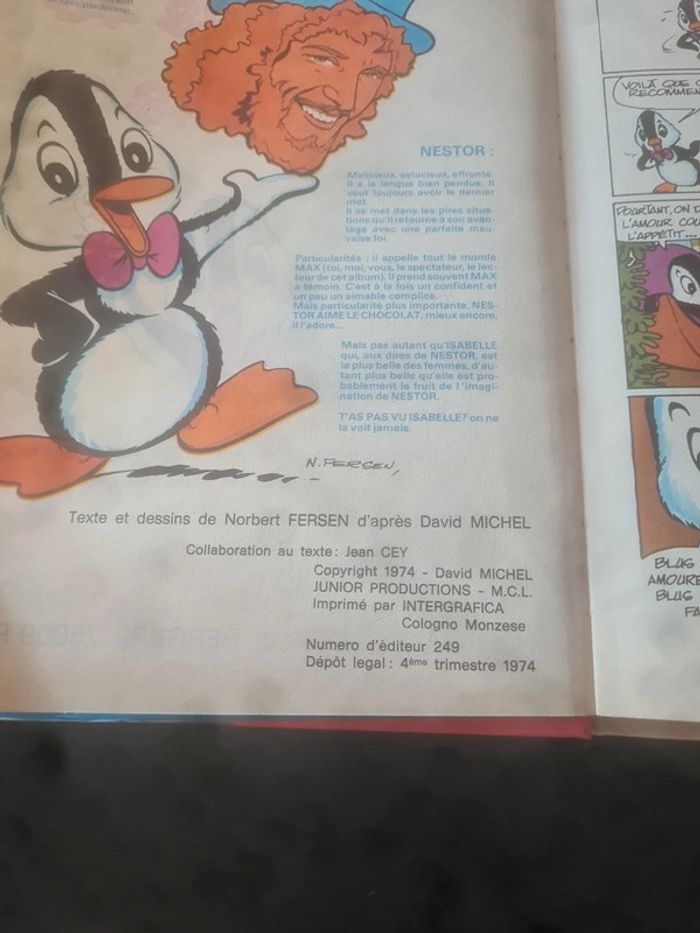 pardonner.
NESTOR :
Malicieux, astucieux, effronté.
Il a la langue bien pendue. Il
veut toujours avoir le dernier
mot.
Il se met dans les pires situa-
tions qu'il retourne à son avan-
tage avec une parfaite mau-
vaise foi.
Particularités : il appelle tout le monde
MAX (toi, moi, vous, le spectateur, le lec-
teur de cet album). Il prend souvent MAX
à témoin. C'est à la fois un confident et
un peu un aimable complice.
Mais particularité plus importante, NES-
TOR AIME LE CHOCOLAT, mieux encore,
il l'adore...
Mais pas autant qu'ISABELLE
qui, aux dires de NESTOR, est
la plus belle des femmes, d'au-
tant plus belle qu'elle est pro-
bablement le fruit de l'imagi-
nation de NESTOR.
T'AS PAS VU ISABELLE? on ne
la voit jamais.
N. FERSEN,
Texte et dessins de Norbert FERSEN d'après David MICHEL
Collaboration au texte: Jean CEY
Copyright 1974 - David MICHEL
JUNIOR PRODUCTIONS - M.C.L.
Imprimé par INTERGRAFICA
Cologno Monzese
Numero d'éditeur 249
Dépôt legal: 4ème trimestre 1974
VOILÀ QUE
RECOMMEN
POURTANT, ON D
L'AMOUR COU
L'APPÉTIT...
BLUS
AMOURE
BLUS
FA